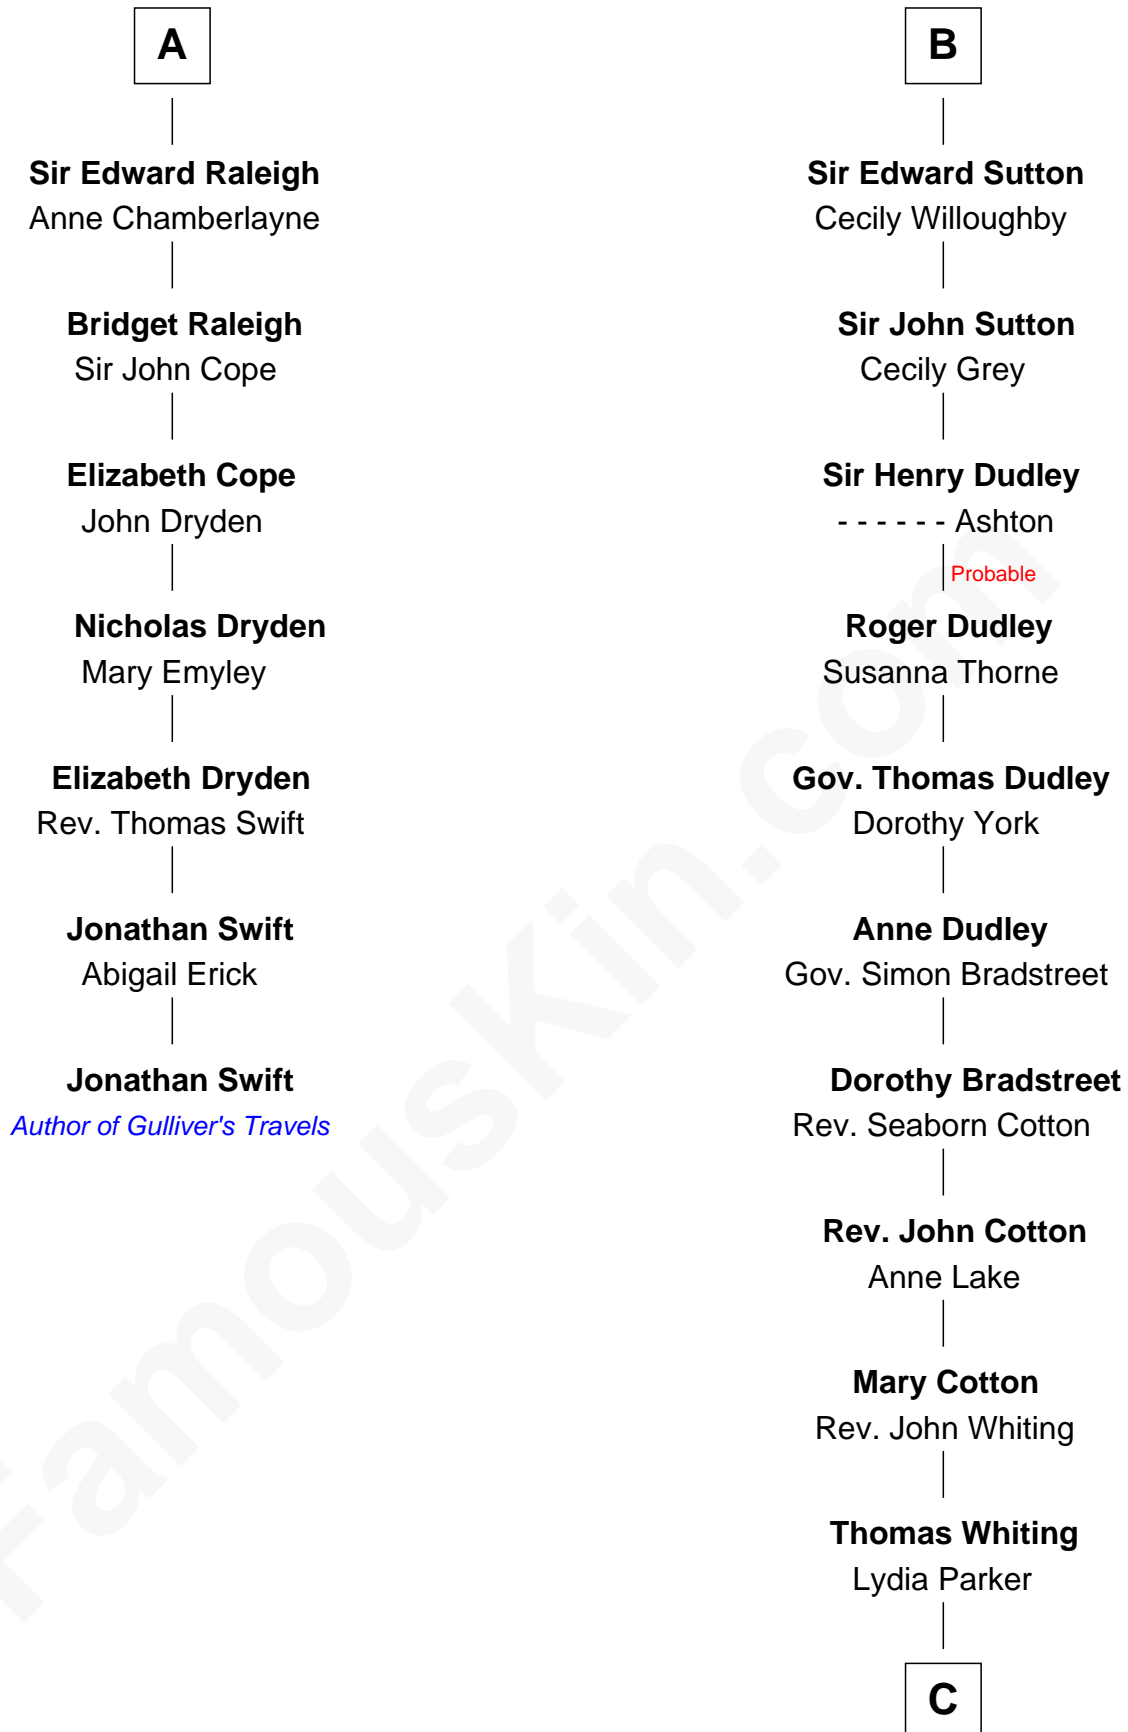 A
Sir Edward Raleigh
Anne Chamberlayne
Bridget Raleigh
Sir John Cope
Elizabeth Cope
John Dryden
Nicholas Dryden
Mary Emyley
Elizabeth Dryden
Rev. Thomas Swift
Jonathan Swift
Abigail Erick
Jonathan Swift
Author of Gulliver's Travels
B
Sir Edward Sutton
Cecily Willoughby
Sir John Sutton
Cecily Grey
Sir Henry Dudley
- - - - - - Ashton
Probable
Roger Dudley
Susanna Thorne
Gov. Thomas Dudley
Dorothy York
Anne Dudley
Gov. Simon Bradstreet
Dorothy Bradstreet
Rev. Seaborn Cotton
Rev. John Cotton
Anne Lake
Mary Cotton
Rev. John Whiting
Thomas Whiting
Lydia Parker
C
FamousKin.com